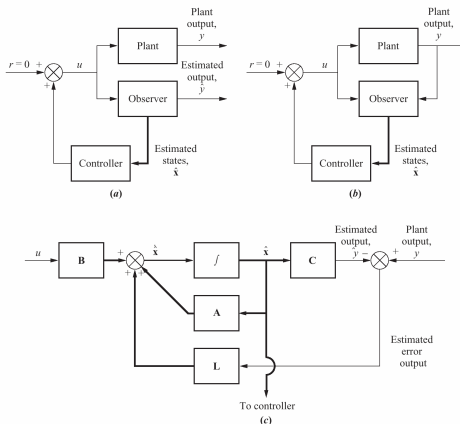 Plant
output,
y
r = 0
+
+
u
Plant
Observer
Estimated
output,
ŷ
Controller
Estimated
states,
x̂
(a)
Plant
output,
y
r = 0
+
+
u
Plant
Observer
Controller
Estimated
states,
x̂
(b)
u
B
+
+
+
x̂̇
∫
x̂
C
Estimated
output,
ŷ
−
+
Plant
output,
y
A
L
Estimated
error
output
To controller
(c)